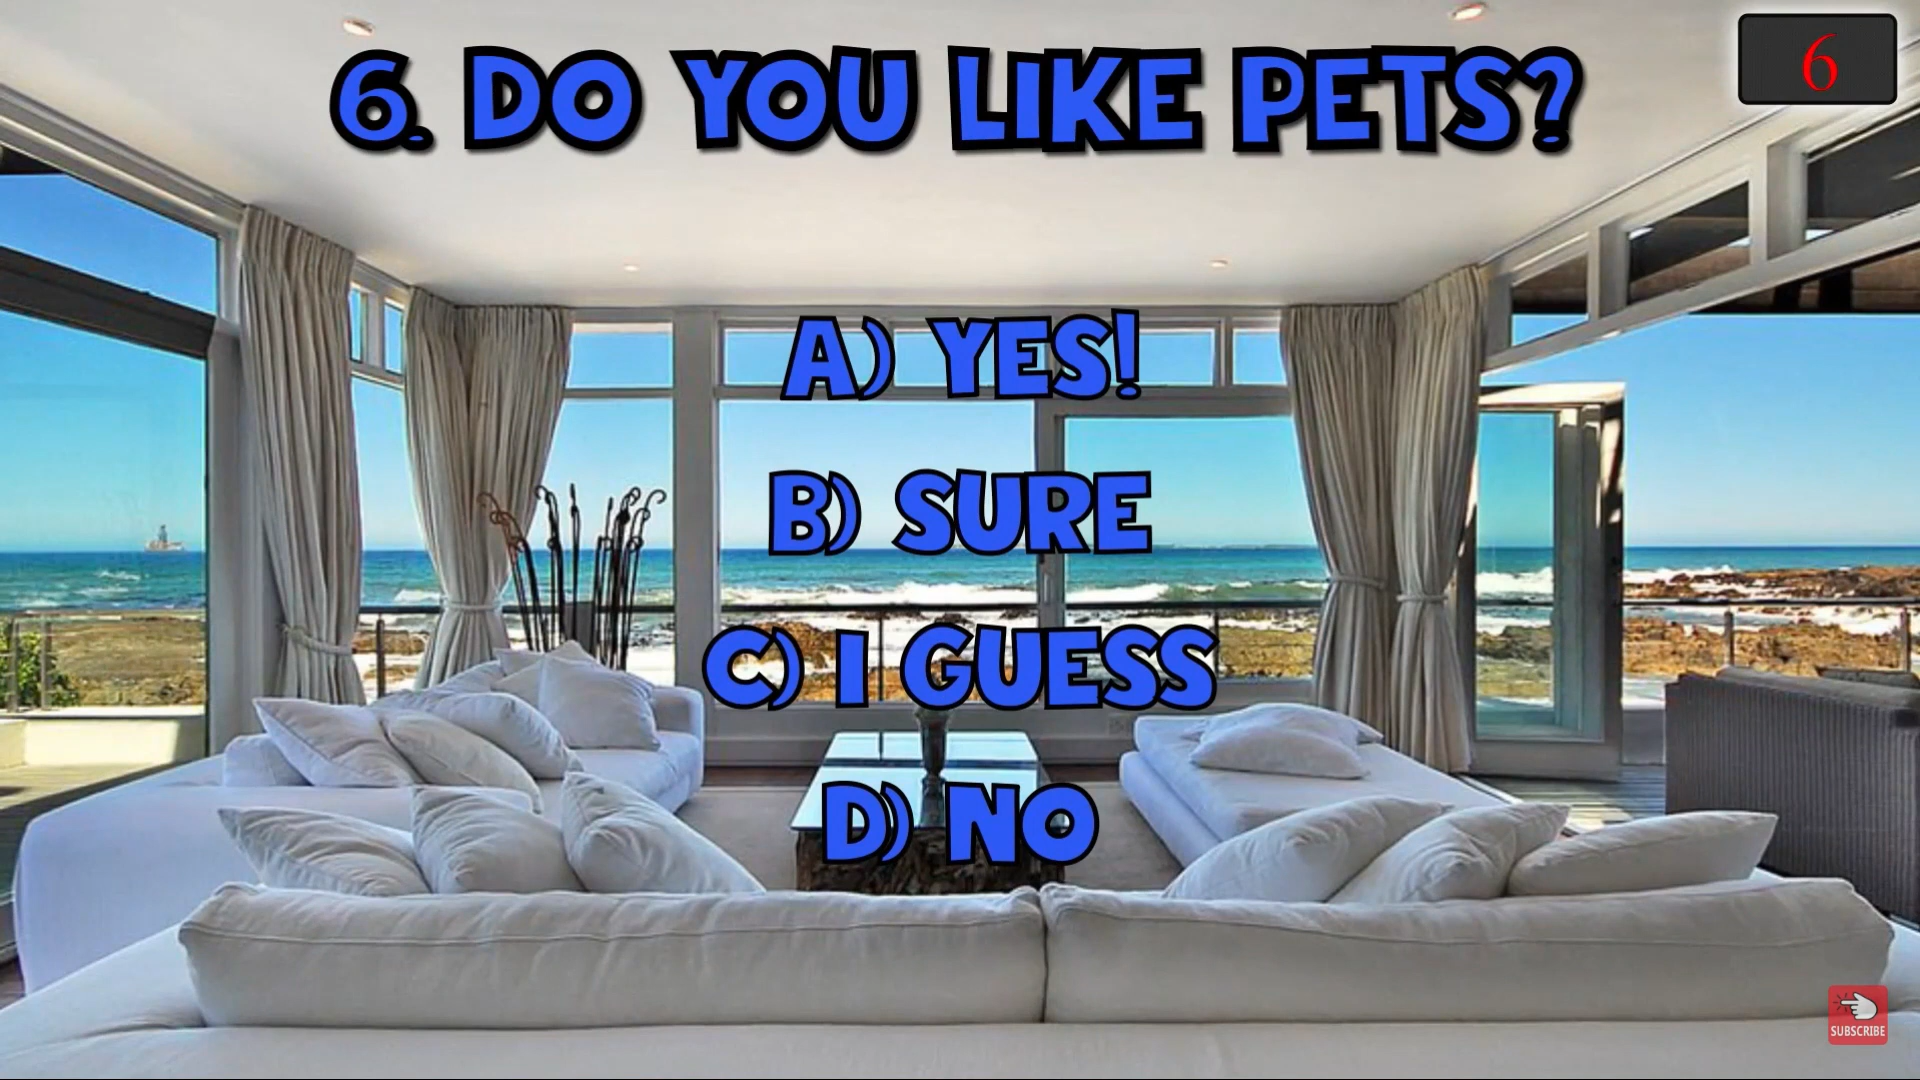 6. DO YOU LIKE PETS?
6
A) YES!
B) SURE
C) I GUESS
D) NO
SUBSCRIBE